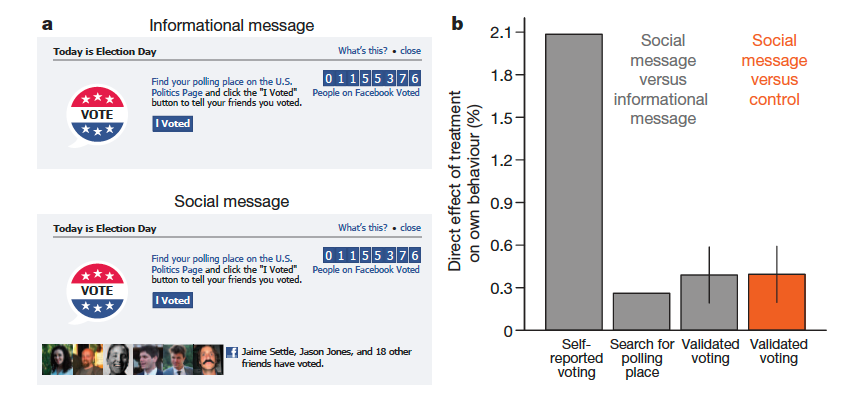 a
Informational message
Today is Election Day
What's this? • close
Find your polling place on the U.S.
Politics Page and click the "I Voted"
button to tell your friends you voted.
0 1 1 5 5 3 7 6
People on Facebook Voted
VOTE
I Voted
Social message
Today is Election Day
What's this? • close
Find your polling place on the U.S.
Politics Page and click the "I Voted"
button to tell your friends you voted.
0 1 1 5 5 3 7 6
People on Facebook Voted
VOTE
I Voted
f Jaime Settle, Jason Jones, and 18 other
friends have voted.
b
Direct effect of treatment
on own behaviour (%)
2.1
1.8
1.5
1.2
0.9
0.6
0.3
0
Social
message
versus
informational
message
Social
message
versus
control
Self-
reported
voting
Search for
polling
place
Validated
voting
Validated
voting